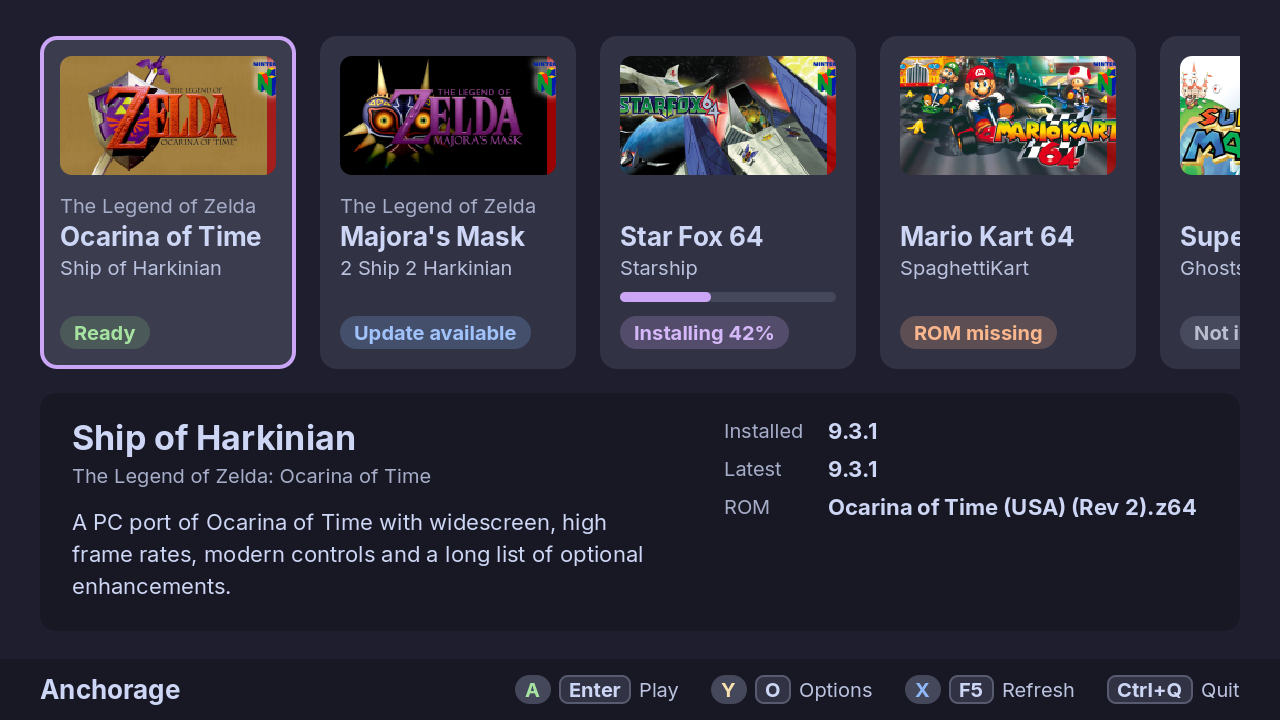 THE LEGEND OF
ZELDA
OCARINA OF TIME
The Legend of Zelda
Ocarina of Time
Ship of Harkinian
Ready
THE LEGEND OF
ZELDA
MAJORA'S MASK
The Legend of Zelda
Majora's Mask
2 Ship 2 Harkinian
Update available
STARFOX 64
Star Fox 64
Starship
Installing 42%
MARIO KART
64
Mario Kart 64
SpaghettiKart
ROM missing
Ship of Harkinian
The Legend of Zelda: Ocarina of Time
A PC port of Ocarina of Time with widescreen, high
frame rates, modern controls and a long list of optional
enhancements.
Installed 9.3.1
Latest 9.3.1
ROM Ocarina of Time (USA) (Rev 2).z64
Anchorage
A Enter Play Y O Options X F5 Refresh Ctrl+Q Quit